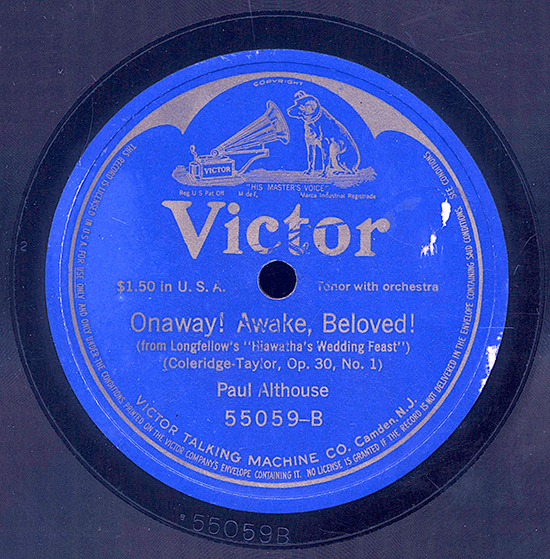 COPYRIGHT
VICTOR
"HIS MASTER'S VOICE"
Reg. U S Pat. Off. M de F. Marca Industrial Registrada
Victor
$1.50 in U. S. A. Tenor with orchestra
Onaway! Awake, Beloved!
(from Longfellow's "Hiawatha's Wedding Feast")
(Coleridge-Taylor, Op. 30, No. 1)
Paul Althouse
55059-B
VICTOR TALKING MACHINE CO. Camden, N.J.
THIS RECORD IS LICENSED IN U S A FOR USE ONLY AND ONLY UNDER THE CONDITIONS PRINTED ON THE VICTOR COMPANY'S ENVELOPE CONTAINING IT. NO LICENSE IS GRANTED IF THE RECORD IS NOT DELIVERED IN THE ENVELOPE CONTAINING SAID CONDITIONS. SEE CONDITIONS
2
55059B